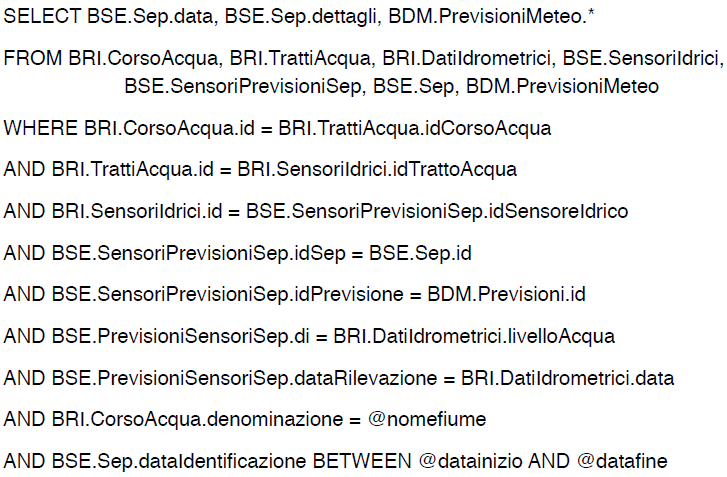 SELECT BSE.Sep.data, BSE.Sep.dettagli, BDM.PrevisioniMeteo.*
FROM BRI.CorsoAcqua, BRI.TrattiAcqua, BRI.DatiIdrometrici, BSE.SensoriIdrici,
BSE.SensoriPrevisioniSep, BSE.Sep, BDM.PrevisioniMeteo
WHERE BRI.CorsoAcqua.id = BRI.TrattiAcqua.idCorsoAcqua
AND BRI.TrattiAcqua.id = BRI.SensoriIdrici.idTrattoAcqua
AND BRI.SensoriIdrici.id = BSE.SensoriPrevisioniSep.idSensoreIdrico
AND BSE.SensoriPrevisioniSep.idSep = BSE.Sep.id
AND BSE.SensoriPrevisioniSep.idPrevisione = BDM.Previsioni.id
AND BSE.PrevisioniSensoriSep.di = BRI.DatiIdrometrici.livelloAcqua
AND BSE.PrevisioniSensoriSep.dataRilevazione = BRI.DatiIdrometrici.data
AND BRI.CorsoAcqua.denominazione = @nomefiume
AND BSE.Sep.dataIdentificazione BETWEEN @datainizio AND @datafine